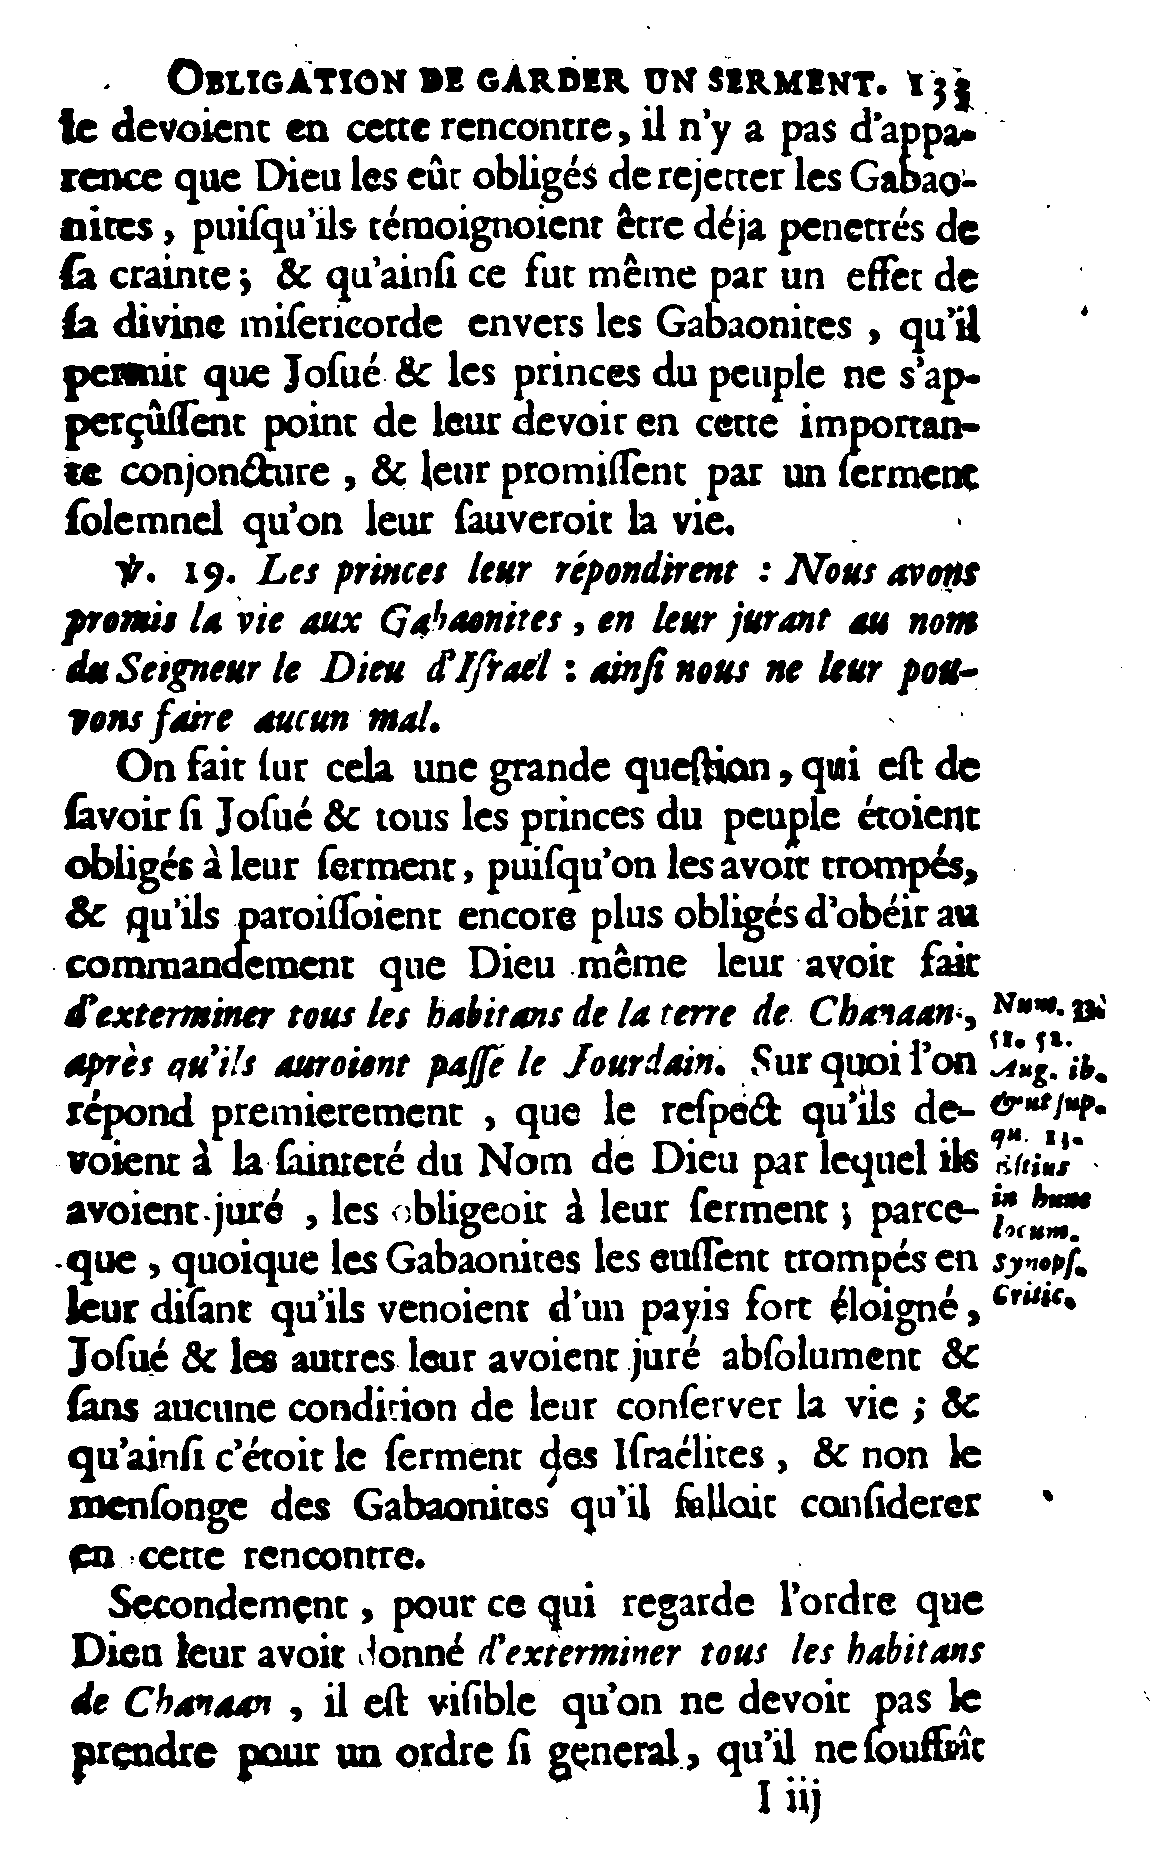 OBLIGATION DE GARDER UN SERMENT. 133
le devoient en cette rencontre, il n'y a pas d'appa-
rence que Dieu les eût obligés de rejetter les Gabao-
nites, puiſqu'ils témoignoient être déja penetrés de
ſa crainte; & qu'ainſi ce fut même par un effet de
ſa divine miſericorde envers les Gabaonites, qu'il
permit que Joſué & les princes du peuple ne s'ap-
perçûſſent point de leur devoir en cette importan-
te conjoncture, & leur promiſſent par un ſerment
ſolemnel qu'on leur ſauveroit la vie.
℣. 19. Les princes leur répondirent : Nous avons
promis la vie aux Gabaonites, en leur jurant au nom
du Seigneur le Dieu d'Iſraël : ainſi nous ne leur pou-
vons faire aucun mal.
On fait ſur cela une grande queſtion, qui eſt de
ſavoir ſi Joſué & tous les princes du peuple étoient
obligés à leur ſerment, puiſqu'on les avoit trompés,
& qu'ils paroiſſoient encore plus obligés d'obéir au
commandement que Dieu même leur avoit fait
d'exterminer tous les habitans de la terre de Chanaan,
après qu'ils auroient paſſé le Jourdain. Sur quoi l'on
répond premierement, que le reſpect qu'ils de-
voient à la ſainteté du Nom de Dieu par lequel ils
avoient juré, les obligeoit à leur ſerment; parce-
que, quoique les Gabaonites les euſſent trompés en
leur diſant qu'ils venoient d'un payis fort éloigné,
Joſué & les autres leur avoient juré abſolument &
ſans aucune condition de leur conſerver la vie; &
qu'ainſi c'étoit le ſerment des Iſraélites, & non le
menſonge des Gabaonites qu'il falloit conſiderer
en cette rencontre.
Secondement, pour ce qui regarde l'ordre que
Dieu leur avoit donné d'exterminer tous les habitans
de Chanaan, il eſt viſible qu'on ne devoit pas le
prendre pour un ordre ſi general, qu'il ne ſouffrît
I iij
Num.
51. 52.
Aug. ib.
& ut ſup.
qu. 13.
Eſtius
in hunc
locum.
Synopſ.
Critic.